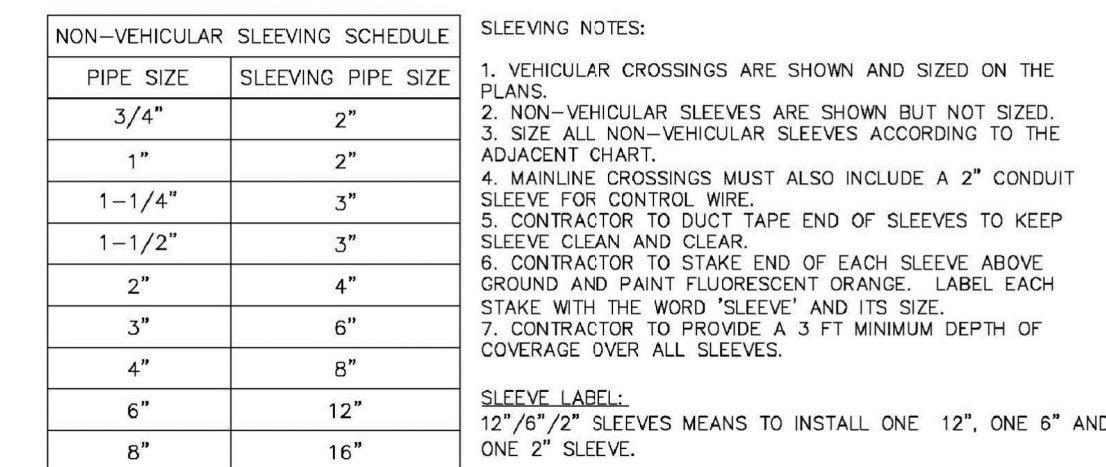 NON-VEHICULAR SLEEVING SCHEDULE
PIPE SIZE SLEEVING PIPE SIZE
3/4" 2"
1" 2"
1-1/4" 3"
1-1/2" 3"
2" 4"
3" 6"
4" 8"
6" 12"
8" 16"
SLEEVING NOTES:
1. VEHICULAR CROSSINGS ARE SHOWN AND SIZED ON THE
PLANS.
2. NON-VEHICULAR SLEEVES ARE SHOWN BUT NOT SIZED.
3. SIZE ALL NON-VEHICULAR SLEEVES ACCORDING TO THE
ADJACENT CHART.
4. MAINLINE CROSSINGS MUST ALSO INCLUDE A 2" CONDUIT
SLEEVE FOR CONTROL WIRE.
5. CONTRACTOR TO DUCT TAPE END OF SLEEVES TO KEEP
SLEEVE CLEAN AND CLEAR.
6. CONTRACTOR TO STAKE END OF EACH SLEEVE ABOVE
GROUND AND PAINT FLUORESCENT ORANGE. LABEL EACH
STAKE WITH THE WORD 'SLEEVE' AND ITS SIZE.
7. CONTRACTOR TO PROVIDE A 3 FT MINIMUM DEPTH OF
COVERAGE OVER ALL SLEEVES.
SLEEVE LABEL:
12"/6"/2" SLEEVES MEANS TO INSTALL ONE 12", ONE 6" AND
ONE 2" SLEEVE.